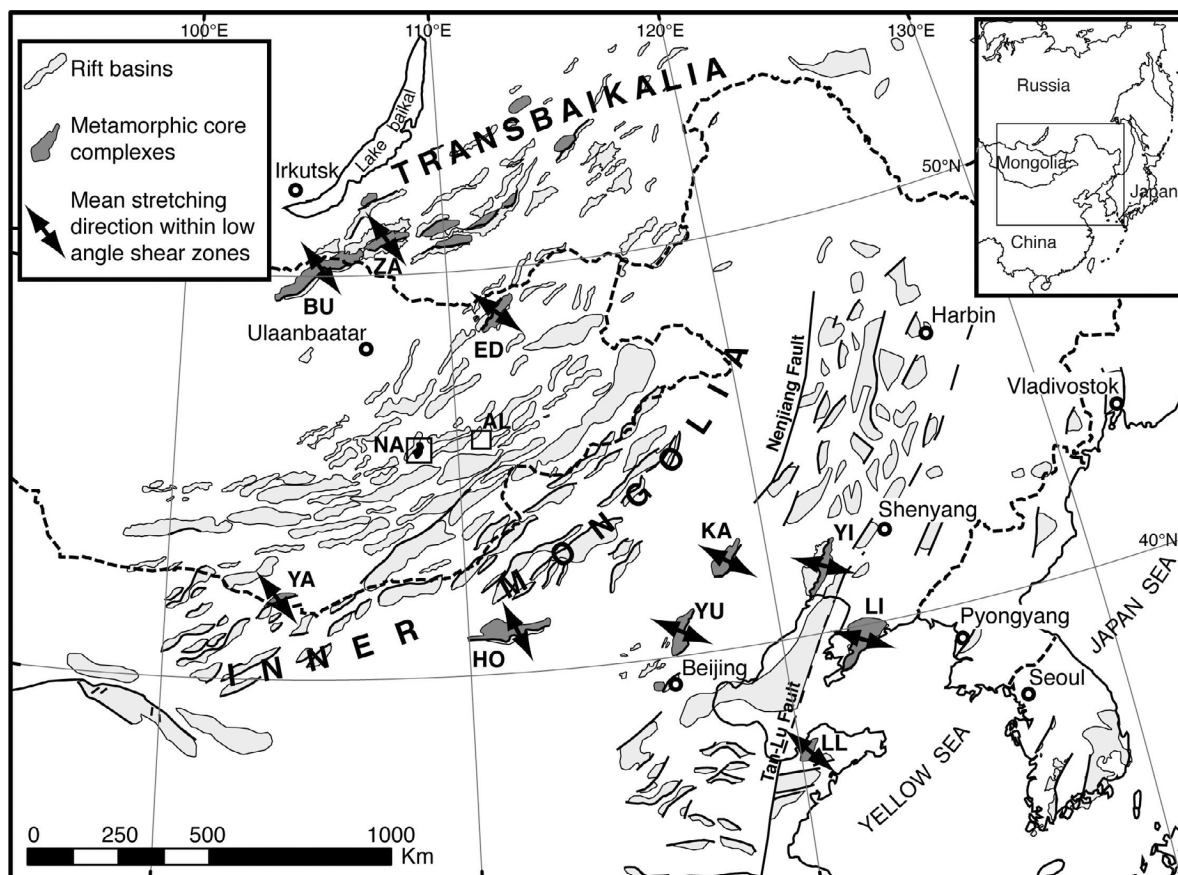 100°E
110°E
120°E
130°E
Rift basins
Metamorphic core
complexes
Mean stretching
direction within low
angle shear zones
Russia
Mongolia
Japan
China
TRANSBAIKALIA
Lake baikal
Irkutsk
50°N
ZA
BU
Ulaanbaatar
ED
Harbin
Vladivostok
Nenjiang Fault
NA
AL
INNER MONGOLIA
Shenyang
KA
YI
40°N
YA
YU
LI
HO
Pyongyang
JAPAN SEA
Beijing
Seoul
Tan-Lu Fault
LL
YELLOW SEA
0 250 500 1000
Km